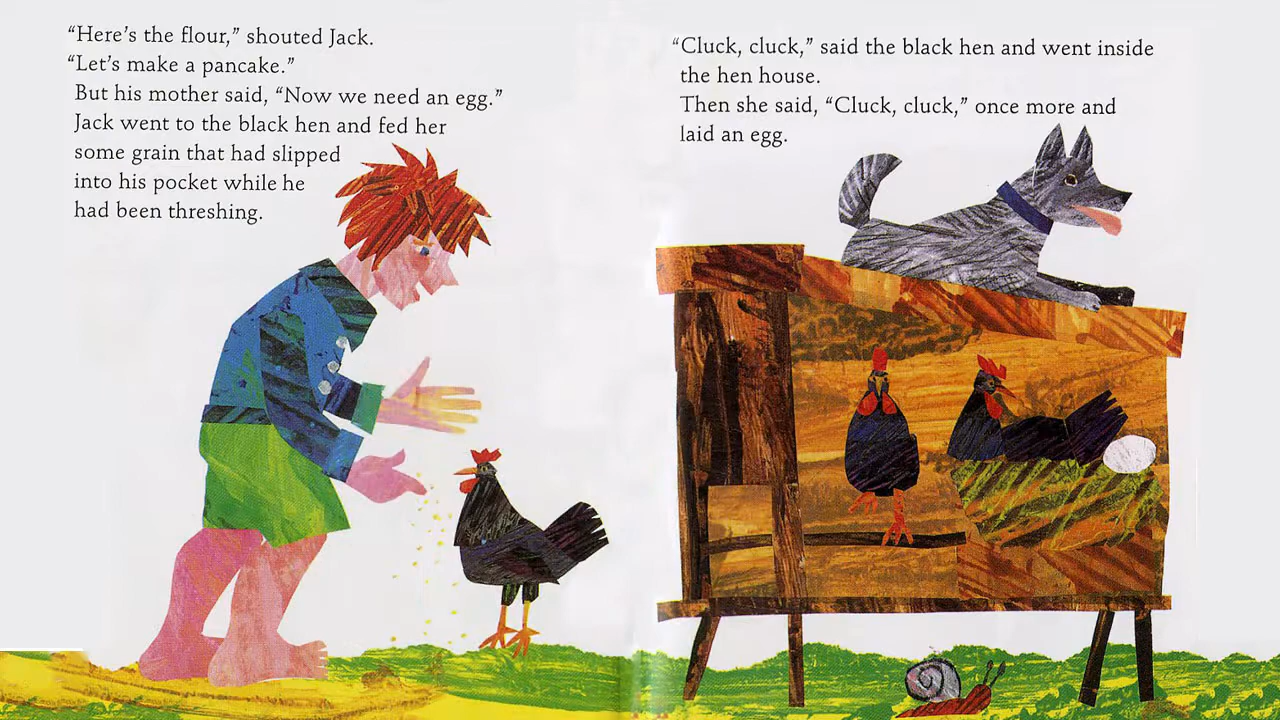 “Here’s the flour,” shouted Jack.
“Let’s make a pancake.”
But his mother said, “Now we need an egg.”
Jack went to the black hen and fed her
some grain that had slipped
into his pocket while he
had been threshing.
“Cluck, cluck,” said the black hen and went inside
the hen house.
Then she said, “Cluck, cluck,” once more and
laid an egg.